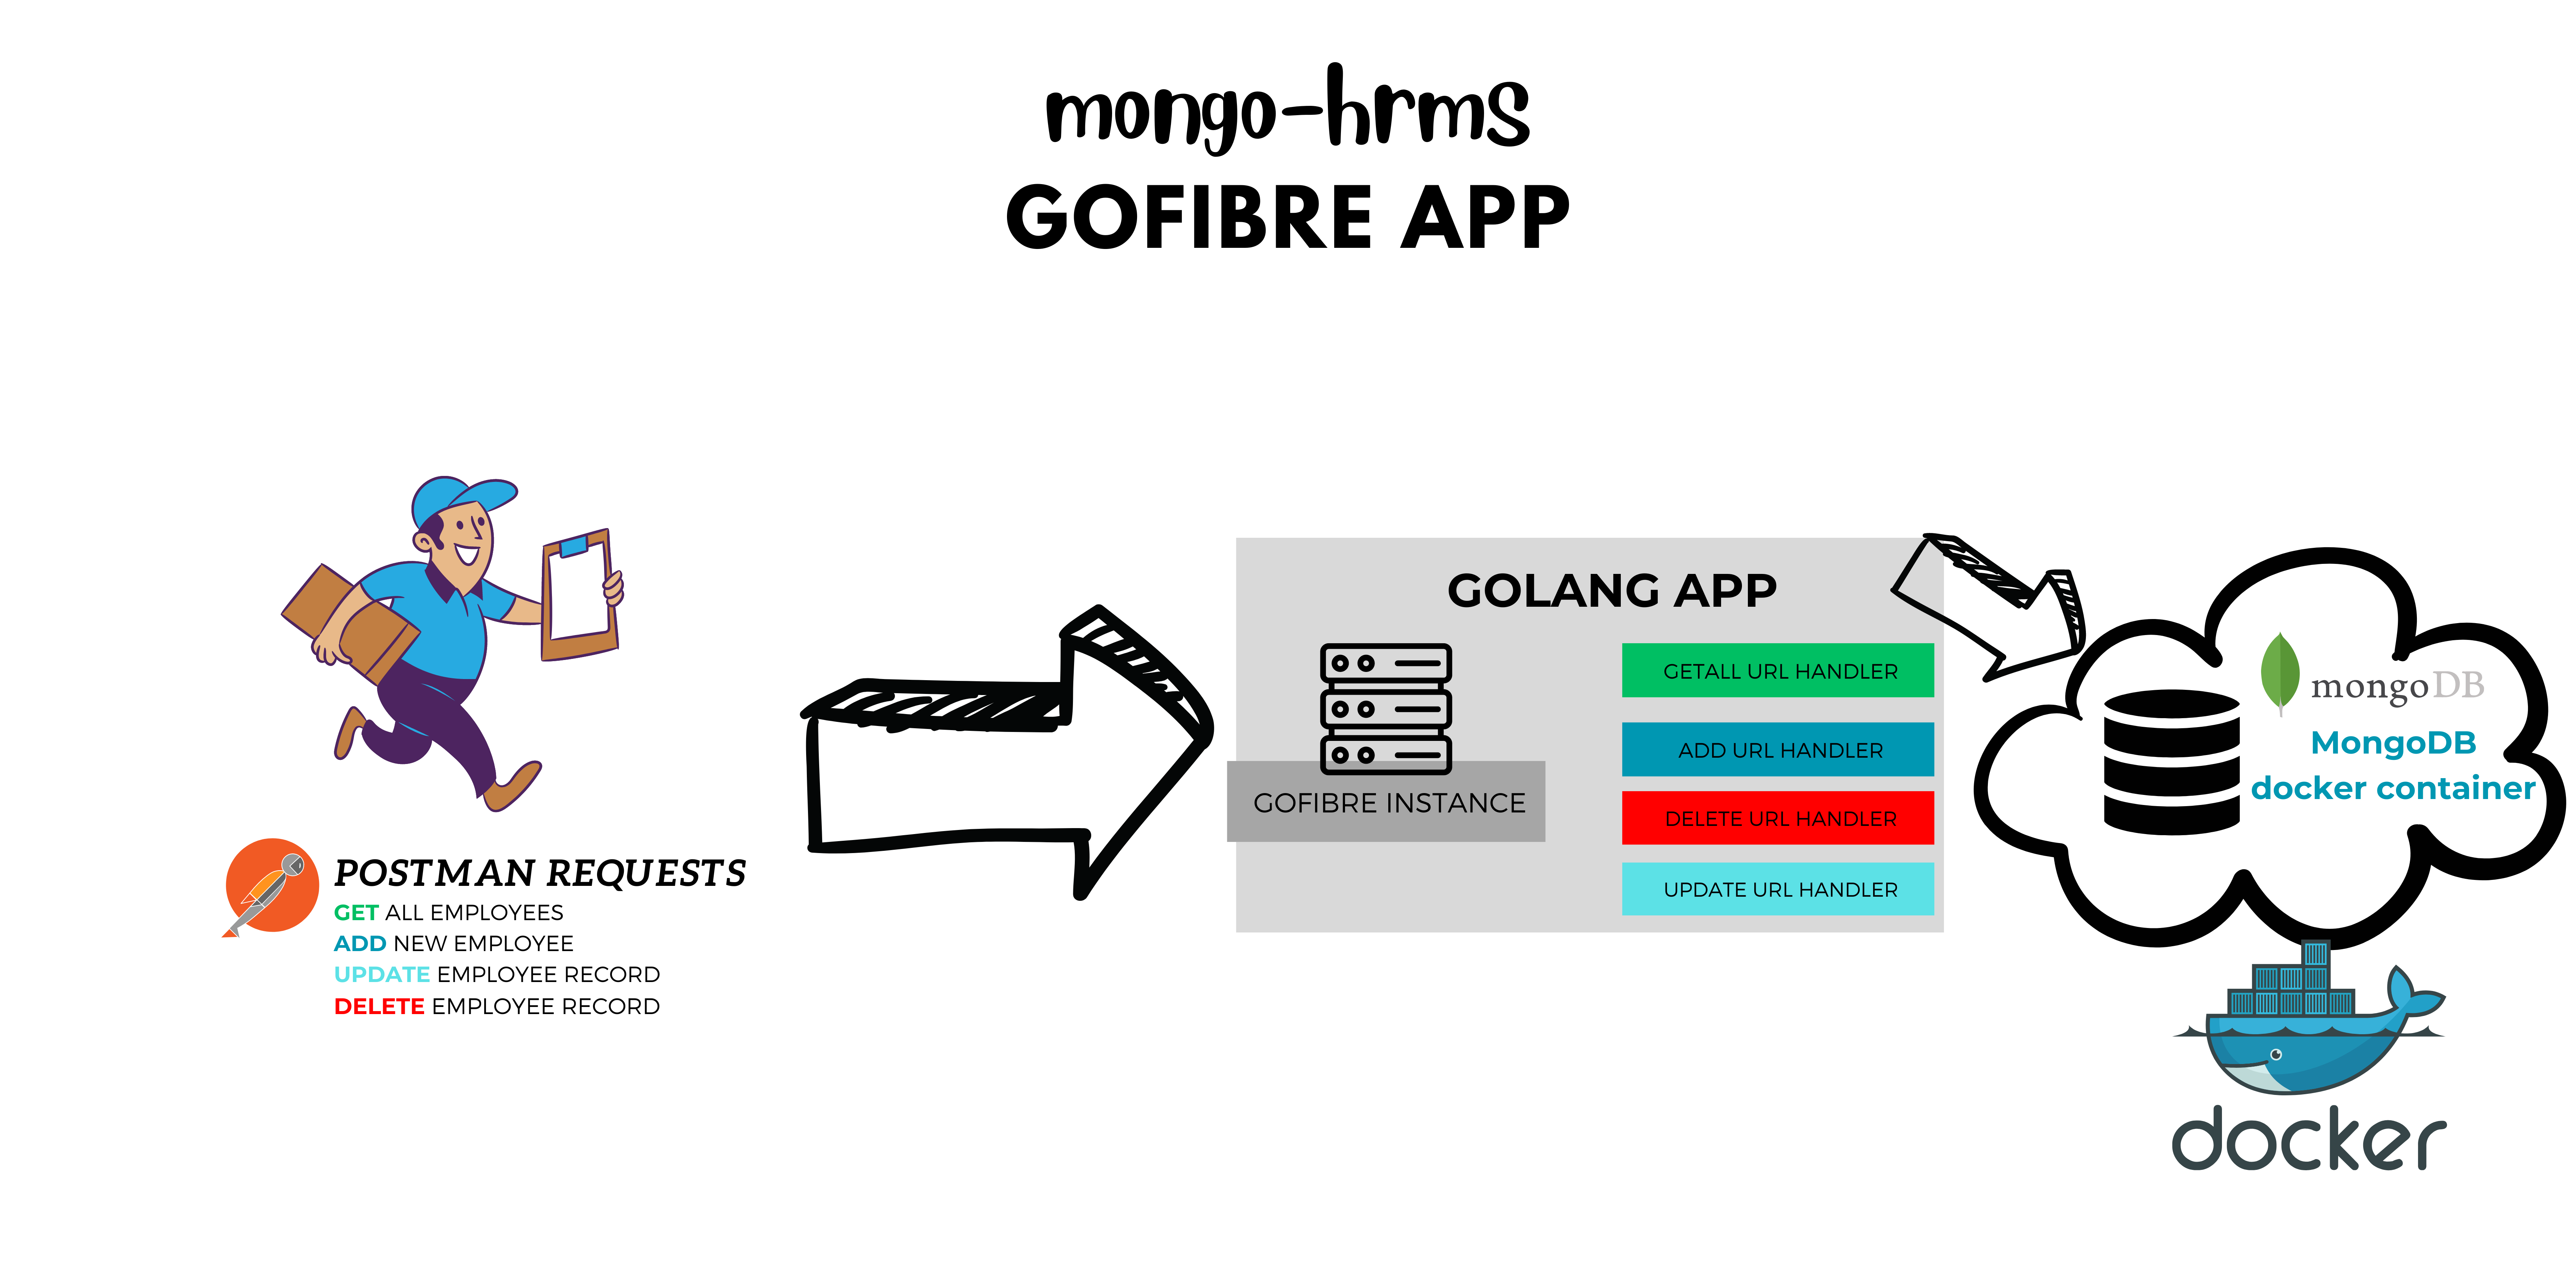 mongo-hrms
GOFIBRE APP
POSTMAN REQUESTS
GET ALL EMPLOYEES
ADD NEW EMPLOYEE
UPDATE EMPLOYEE RECORD
DELETE EMPLOYEE RECORD
GOLANG APP
GOFIBRE INSTANCE
GETALL URL HANDLER
ADD URL HANDLER
DELETE URL HANDLER
UPDATE URL HANDLER
mongoDB
MongoDB
docker container
docker